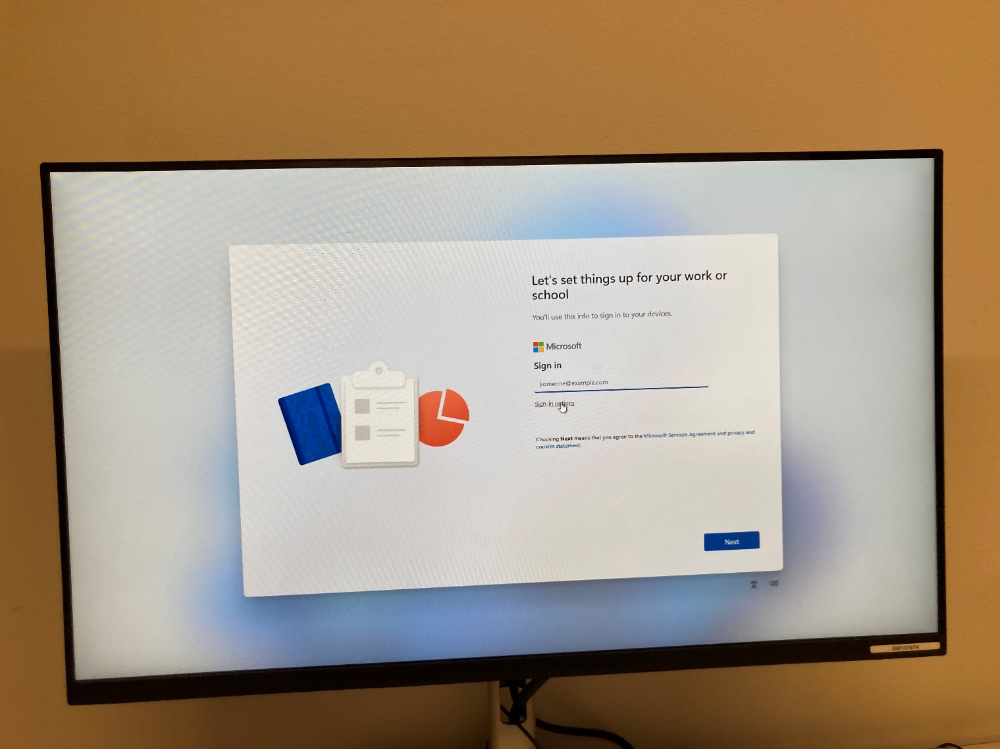 Let's set things up for your work or
school
You'll use this info to sign in to your devices.
Microsoft
Sign in
someone@example.com
Sign-in options
Choosing Next means that you agree to the Microsoft Services Agreement and privacy and
cookies statement.
Next